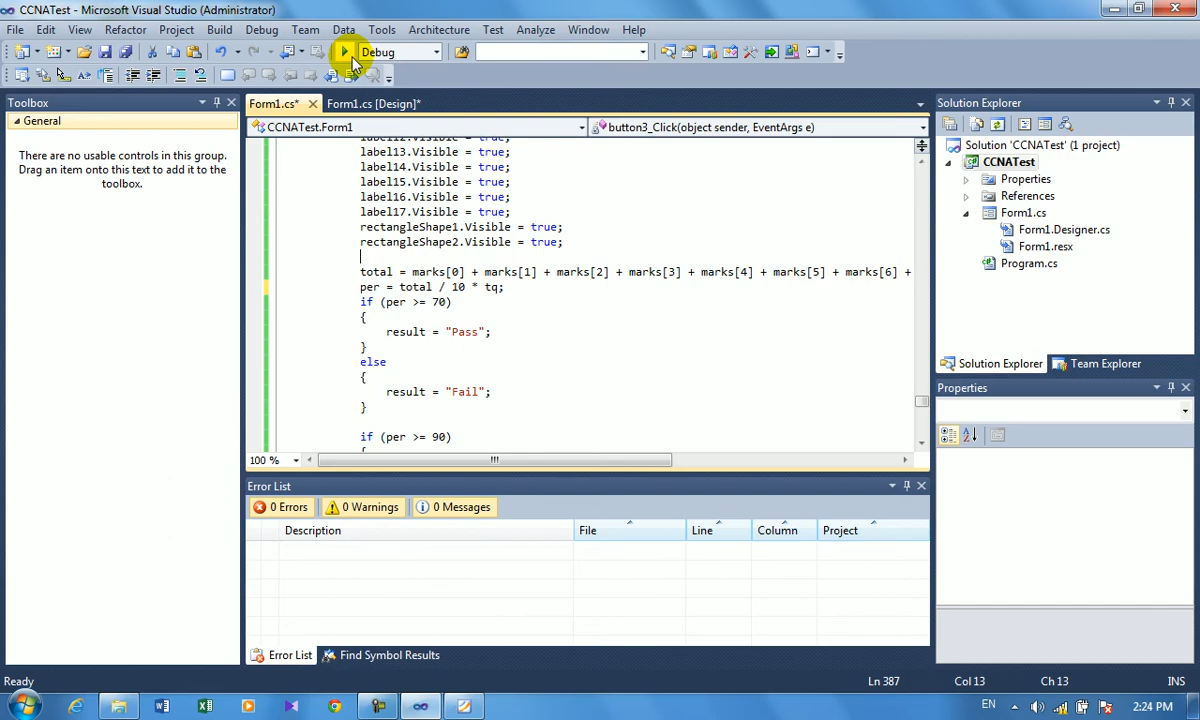 CCNATest - Microsoft Visual Studio (Administrator)
File Edit View Refactor Project Build Debug Team Data Tools Architecture Test Analyze Window Help
Debug
Toolbox
General
There are no usable controls in this group.
Drag an item onto this text to add it to the
toolbox.
Form1.cs* Form1.cs [Design]*
CCNATest.Form1 button3_Click(object sender, EventArgs e)
label12.Visible = true;
label13.Visible = true;
label14.Visible = true;
label15.Visible = true;
label16.Visible = true;
label17.Visible = true;
rectangleShape1.Visible = true;
rectangleShape2.Visible = true;
total = marks[0] + marks[1] + marks[2] + marks[3] + marks[4] + marks[5] + marks[6] +
per = total / 10 * tq;
if (per >= 70)
{
result = "Pass";
}
else
{
result = "Fail";
}
if (per >= 90)
{
100 %
Error List
0 Errors 0 Warnings 0 Messages
Description File Line Column Project
Error List Find Symbol Results
Solution Explorer
Solution 'CCNATest' (1 project)
CCNATest
Properties
References
Form1.cs
Form1.Designer.cs
Form1.resx
Program.cs
Solution Explorer Team Explorer
Properties
Ready Ln 387 Col 13 Ch 13 INS
EN 2:24 PM